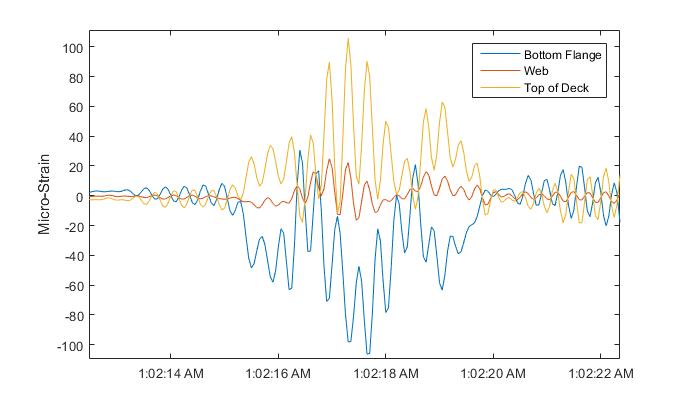 100
80
60
40
20
0
-20
-40
-60
-80
-100
Micro-Strain
Bottom Flange
Web
Top of Deck
1:02:14 AM
1:02:16 AM
1:02:18 AM
1:02:20 AM
1:02:22 AM